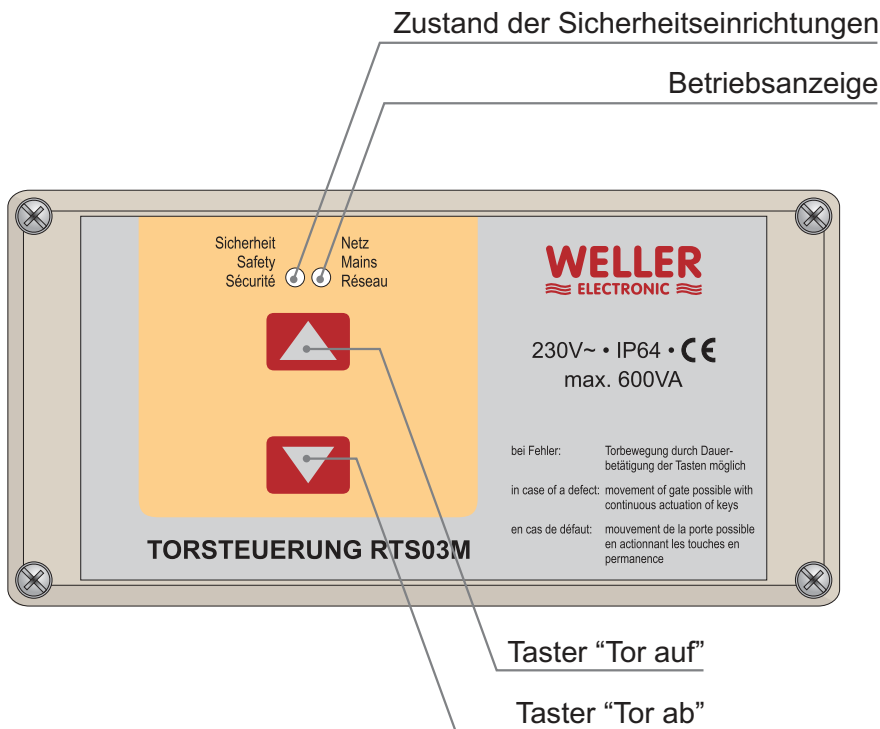 Zustand der Sicherheitseinrichtungen
Betriebsanzeige
Sicherheit
Safety
Sécurité
Netz
Mains
Réseau
WELLER
ELECTRONIC
230V~ • IP64 • CE
max. 600VA
bei Fehler: Torbewegung durch Dauer-
betätigung der Tasten möglich
in case of a defect: movement of gate possible with
continuous actuation of keys
en cas de défaut: mouvement de la porte possible
en actionnant les touches en
permanence
TORSTEUERUNG RTS03M
Taster “Tor auf”
Taster “Tor ab”